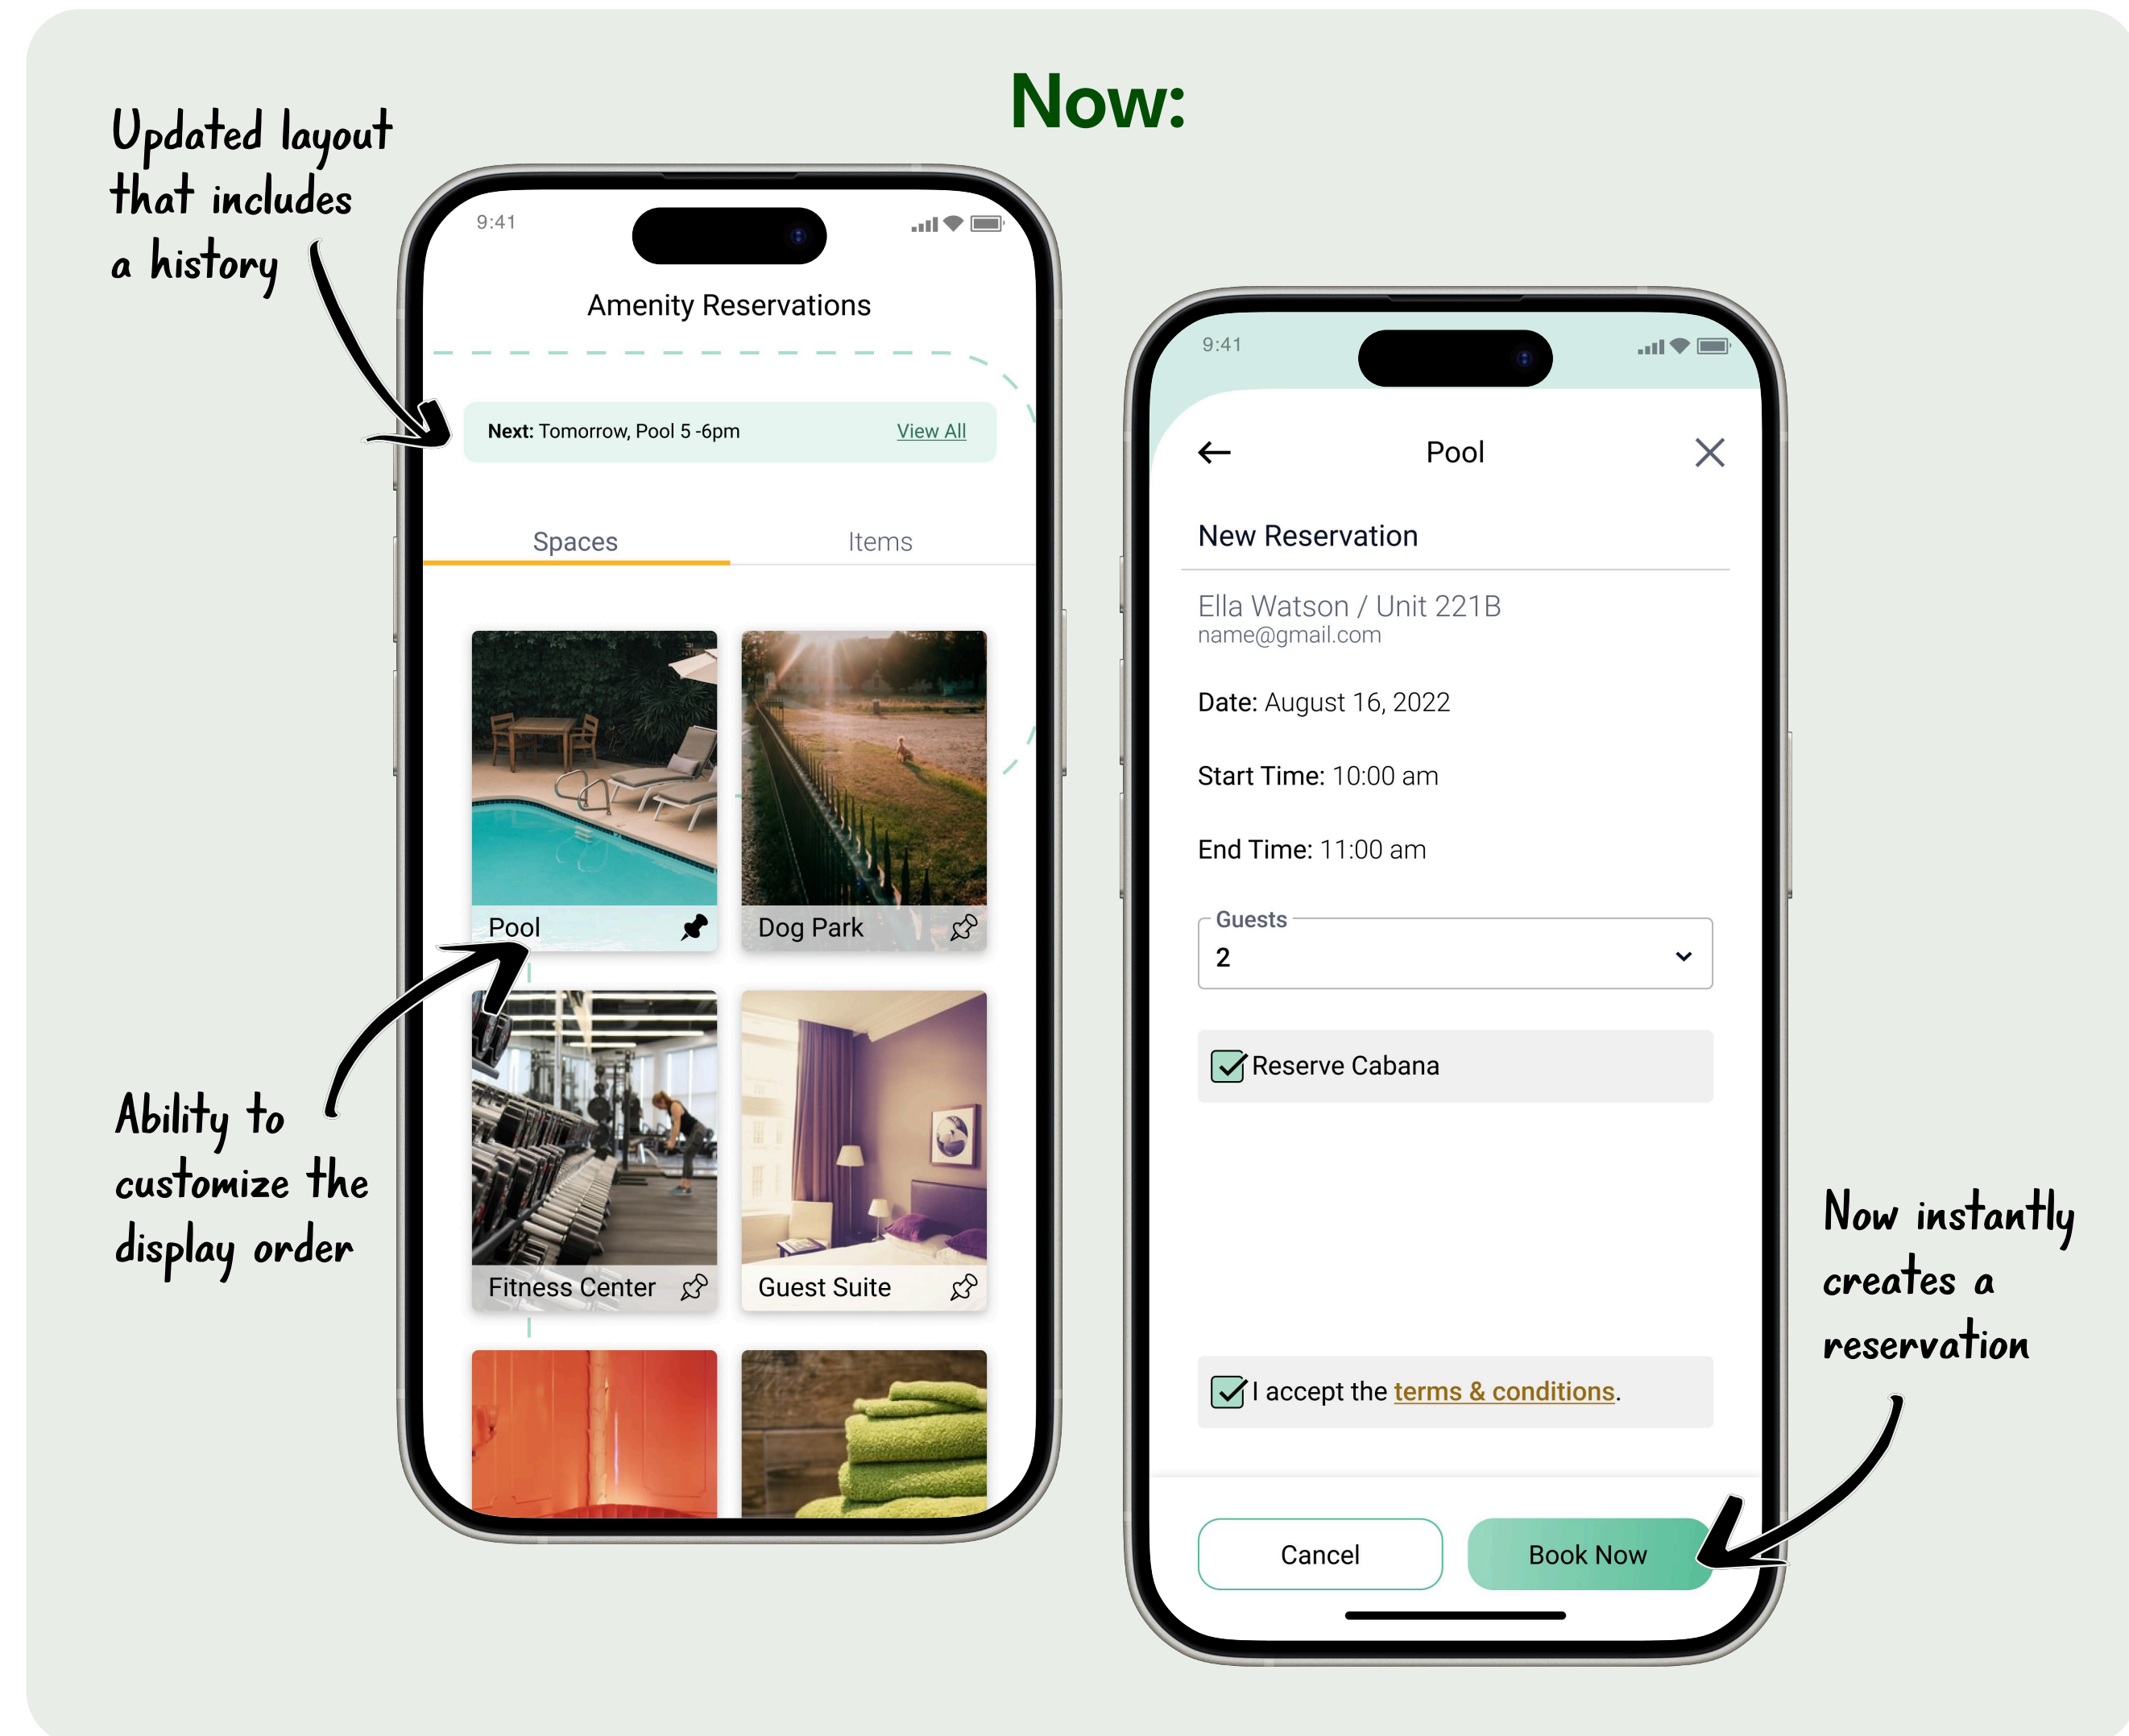 Now:
Updated layout
that includes
a history
9:41
Amenity Reservations
Next: Tomorrow, Pool 5 -6pm
View All
Spaces
Items
Pool
Dog Park
Fitness Center
Guest Suite
Ability to
customize the
display order
9:41
Pool
New Reservation
Ella Watson / Unit 221B
name@gmail.com
Date: August 16, 2022
Start Time: 10:00 am
End Time: 11:00 am
Guests
2
Reserve Cabana
I accept the terms & conditions.
Cancel
Book Now
Now instantly
creates a
reservation